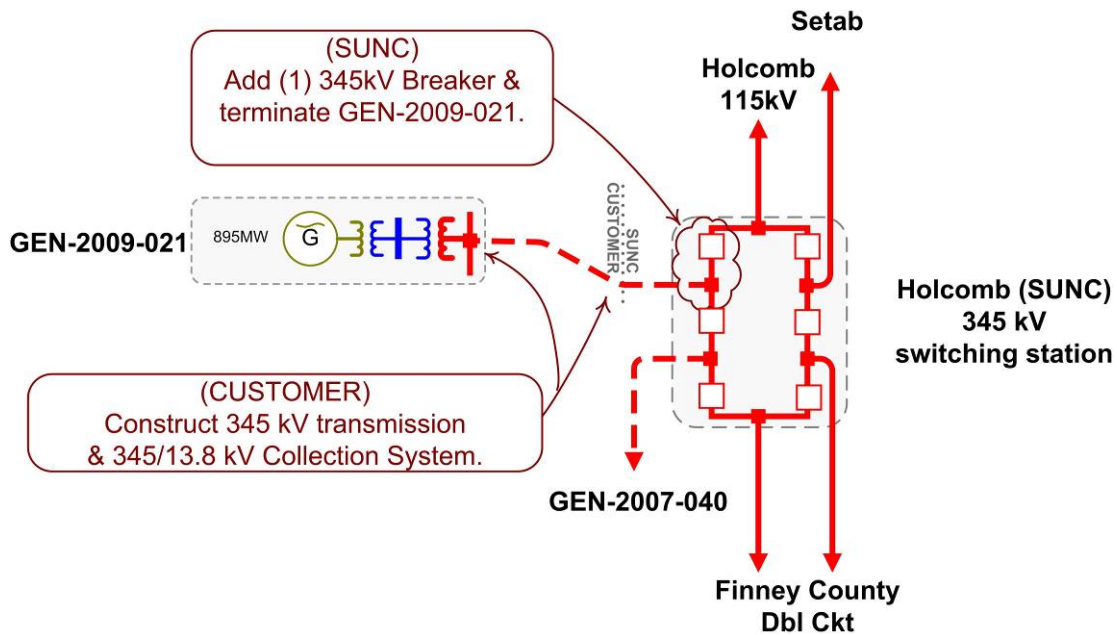 Setab
(SUNC)
Add (1) 345kV Breaker &
terminate GEN-2009-021.
Holcomb
115kV
SUNC
CUSTOMER
GEN-2009-021
895MW
G
Holcomb (SUNC)
345 kV
switching station
(CUSTOMER)
Construct 345 kV transmission
& 345/13.8 kV Collection System.
GEN-2007-040
Finney County
Dbl Ckt